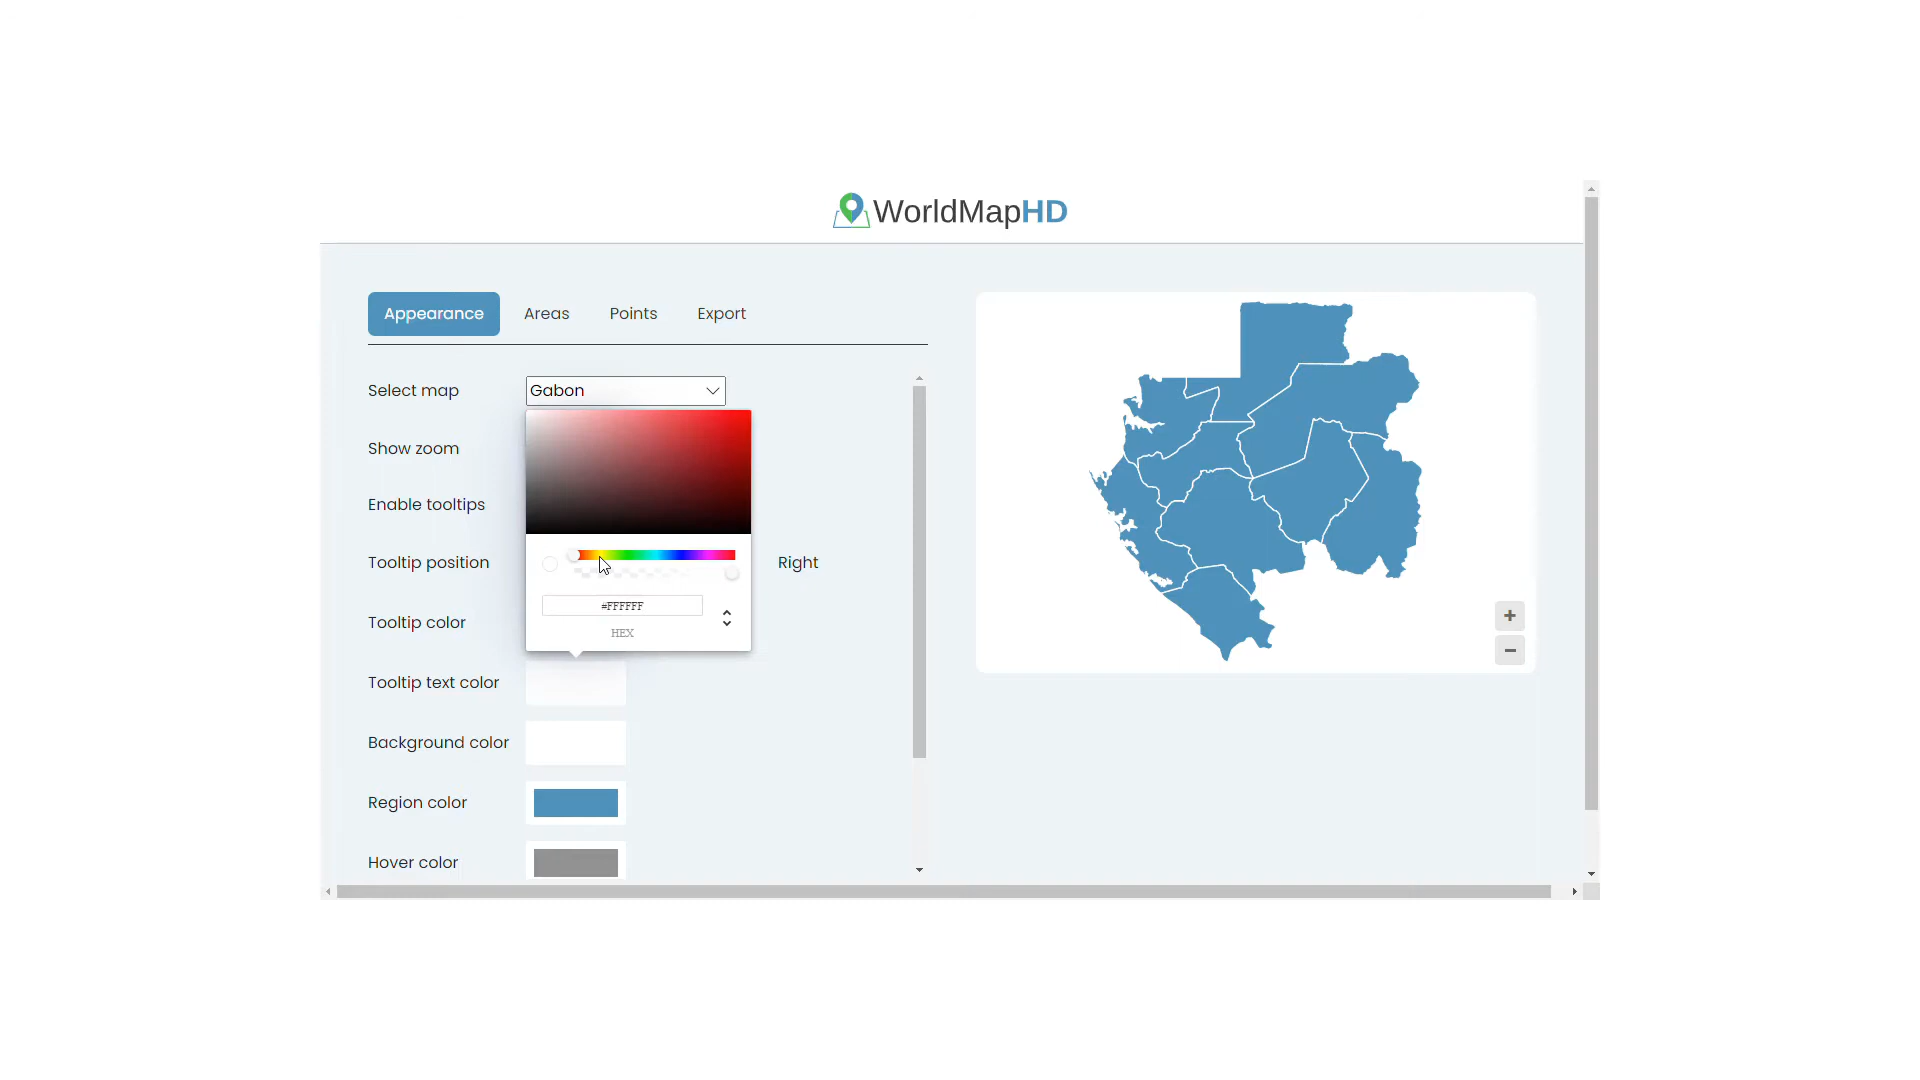 WorldMapHD
Appearance
Areas
Points
Export
Select map
Gabon
Show zoom
Enable tooltips
Tooltip position
Right
Tooltip color
#FFFFFF
HEX
Tooltip text color
Background color
Region color
Hover color